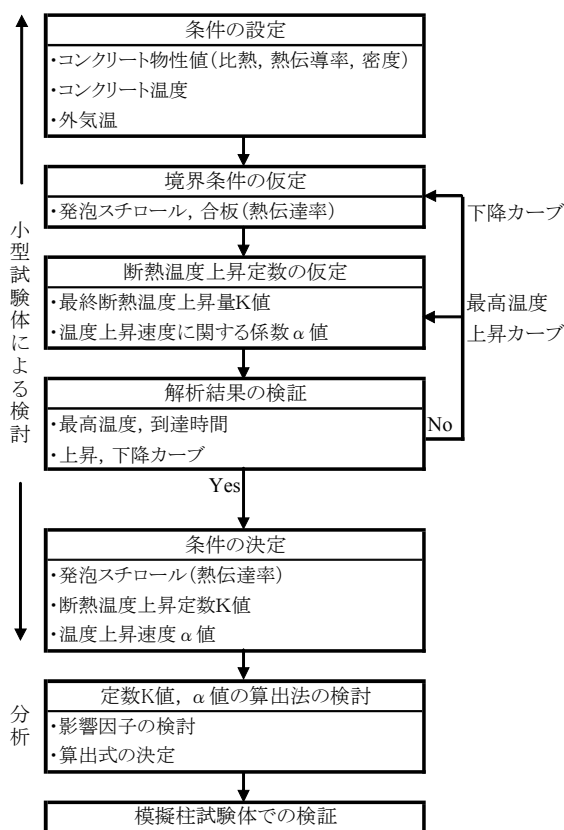 条件の設定
・コンクリート物性値(比熱, 熱伝導率, 密度)
・コンクリート温度
・外気温
境界条件の仮定
・発泡スチロール, 合板(熱伝達率)
下降カーブ
断熱温度上昇定数の仮定
・最終断熱温度上昇量K値
・温度上昇速度に関する係数α値
最高温度
上昇カーブ
解析結果の検証
・最高温度, 到達時間
・上昇, 下降カーブ
No
Yes
条件の決定
・発泡スチロール(熱伝達率)
・断熱温度上昇定数K値
・温度上昇速度α値
定数K値, α値の算出法の検討
・影響因子の検討
・算出式の決定
模擬柱試験体での検証
小型試験体による検討
分析